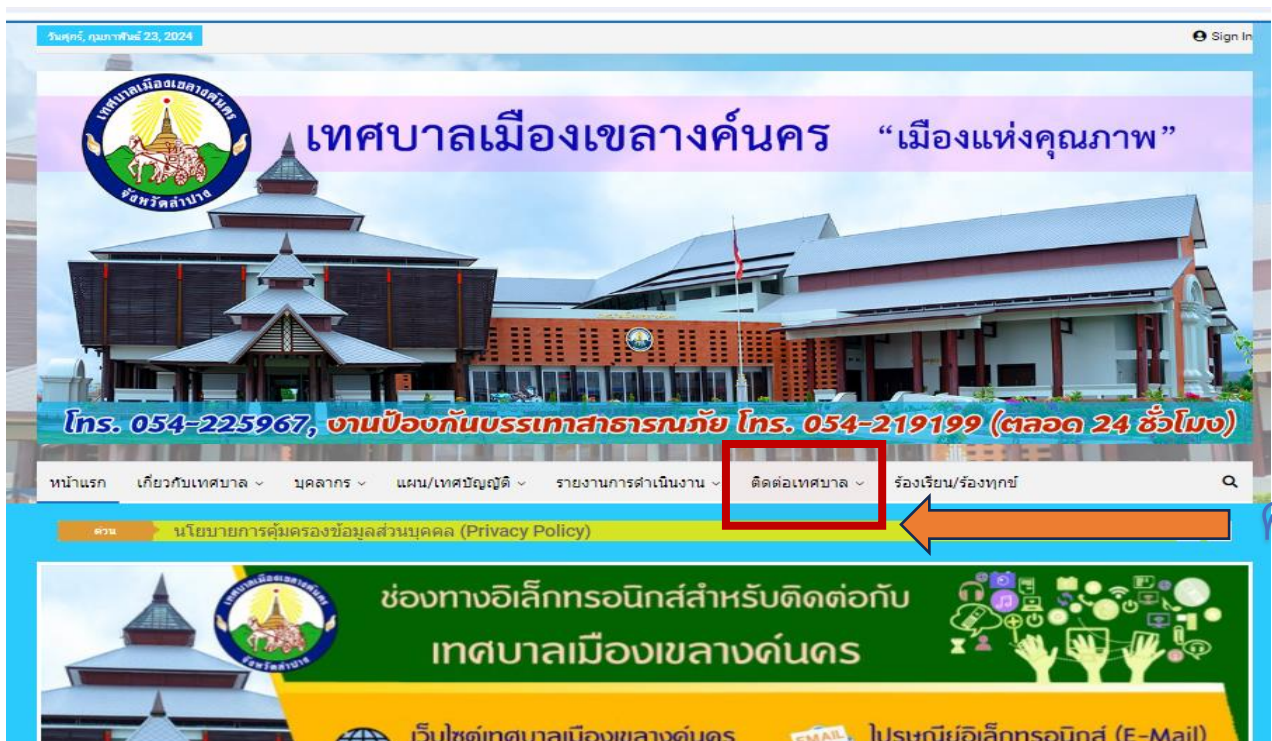 วันศุกร์, กุมภาพันธ์ 23, 2024
Sign In
เทศบาลเมืองเขลางค์นคร
จังหวัดลำปาง
เทศบาลเมืองเขลางค์นคร “เมืองแห่งคุณภาพ”
โทร. 054-225967, งานป้องกันบรรเทาสาธารณภัย โทร. 054-219199 (ตลอด 24 ชั่วโมง)
หน้าแรก เกี่ยวกับเทศบาล บุคลากร แผน/เทศบัญญัติ รายงานการดำเนินงาน ติดต่อเทศบาล ร้องเรียน/ร้องทุกข์
ด่วน นโยบายการคุ้มครองข้อมูลส่วนบุคคล (Privacy Policy)
ช่องทางอิเล็กทรอนิกส์สำหรับติดต่อกับ
เทศบาลเมืองเขลางค์นคร
จังหวัดลำปาง
เว็บไซต์เทศบาลเมืองเขลางค์นคร EMAIL ไปรษณีย์อิเล็กทรอนิกส์ (E-Mail)